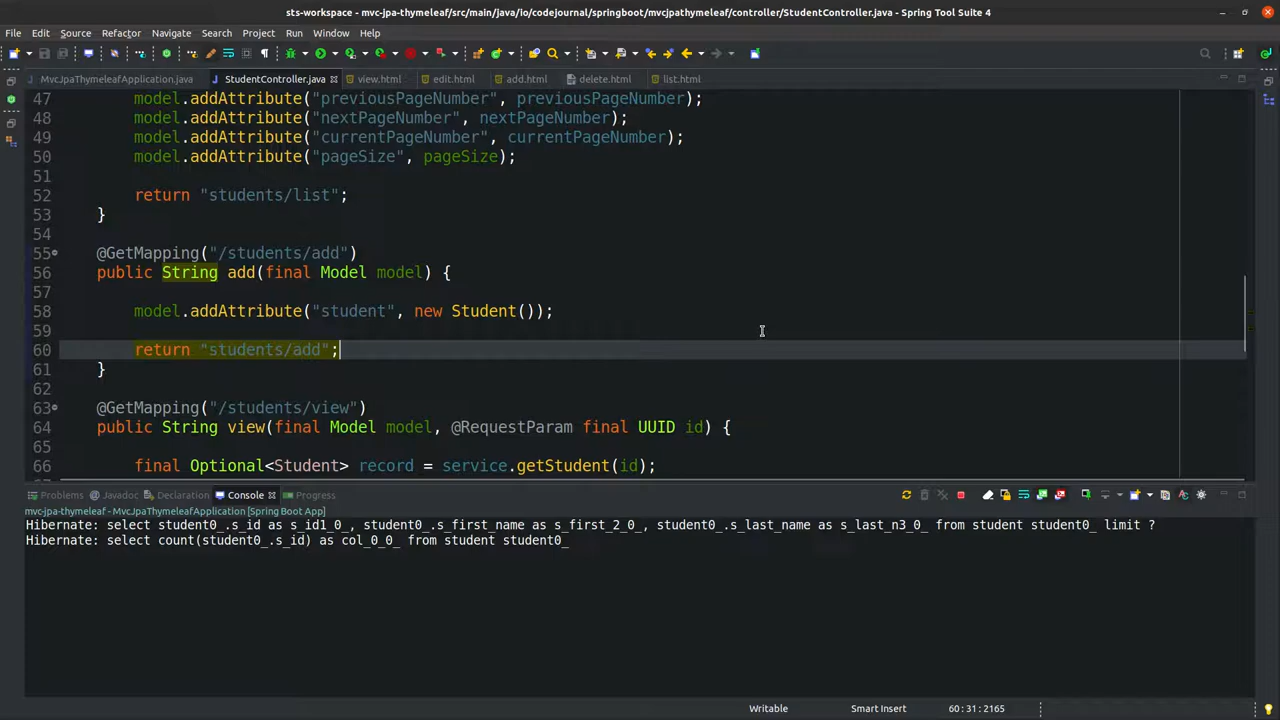 sts-workspace - mvc-jpa-thymeleaf/src/main/java/io/codejournal/springboot/mvcjpathymeleaf/controller/StudentController.java - Spring Tool Suite 4
File Edit Source Refactor Navigate Search Project Run Window Help
MvcJpaThymeleafApplication.java StudentController.java view.html edit.html add.html delete.html list.html
47 model.addAttribute("previousPageNumber", previousPageNumber);
48 model.addAttribute("nextPageNumber", nextPageNumber);
49 model.addAttribute("currentPageNumber", currentPageNumber);
50 model.addAttribute("pageSize", pageSize);
51
52 return "students/list";
53 }
54
55 @GetMapping("/students/add")
56 public String add(final Model model) {
57
58 model.addAttribute("student", new Student());
59
60 return "students/add";
61 }
62
63 @GetMapping("/students/view")
64 public String view(final Model model, @RequestParam final UUID id) {
65
66 final Optional<Student> record = service.getStudent(id);
Problems Javadoc Declaration Console Progress
mvc-jpa-thymeleaf - MvcJpaThymeleafApplication [Spring Boot App]
Hibernate: select student0_.s_id as s_id1_0_, student0_.s_first_name as s_first_2_0_, student0_.s_last_name as s_last_n3_0_ from student student0_ limit ?
Hibernate: select count(student0_.s_id) as col_0_0_ from student student0_
Writable Smart Insert 60:31:2165